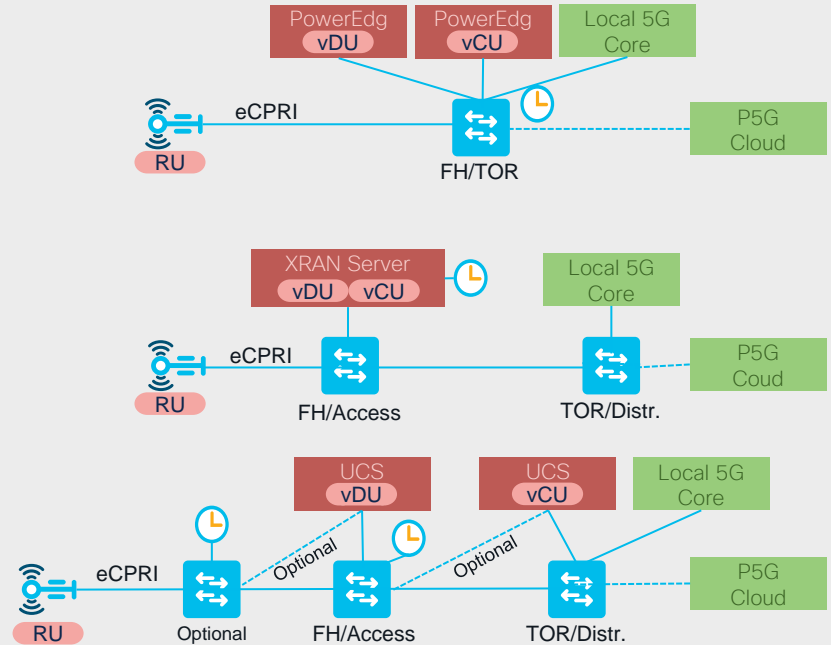 PowerEdg
vDU
PowerEdg
vCU
Local 5G
Core
eCPRI
RU
FH/TOR
P5G
Cloud
XRAN Server
vDU
vCU
Local 5G
Core
eCPRI
RU
FH/Access
TOR/Distr.
P5G
Coud
UCS
vDU
UCS
vCU
Local 5G
Core
Optional
Optional
eCPRI
RU
Optional
FH/Access
TOR/Distr.
P5G
Cloud